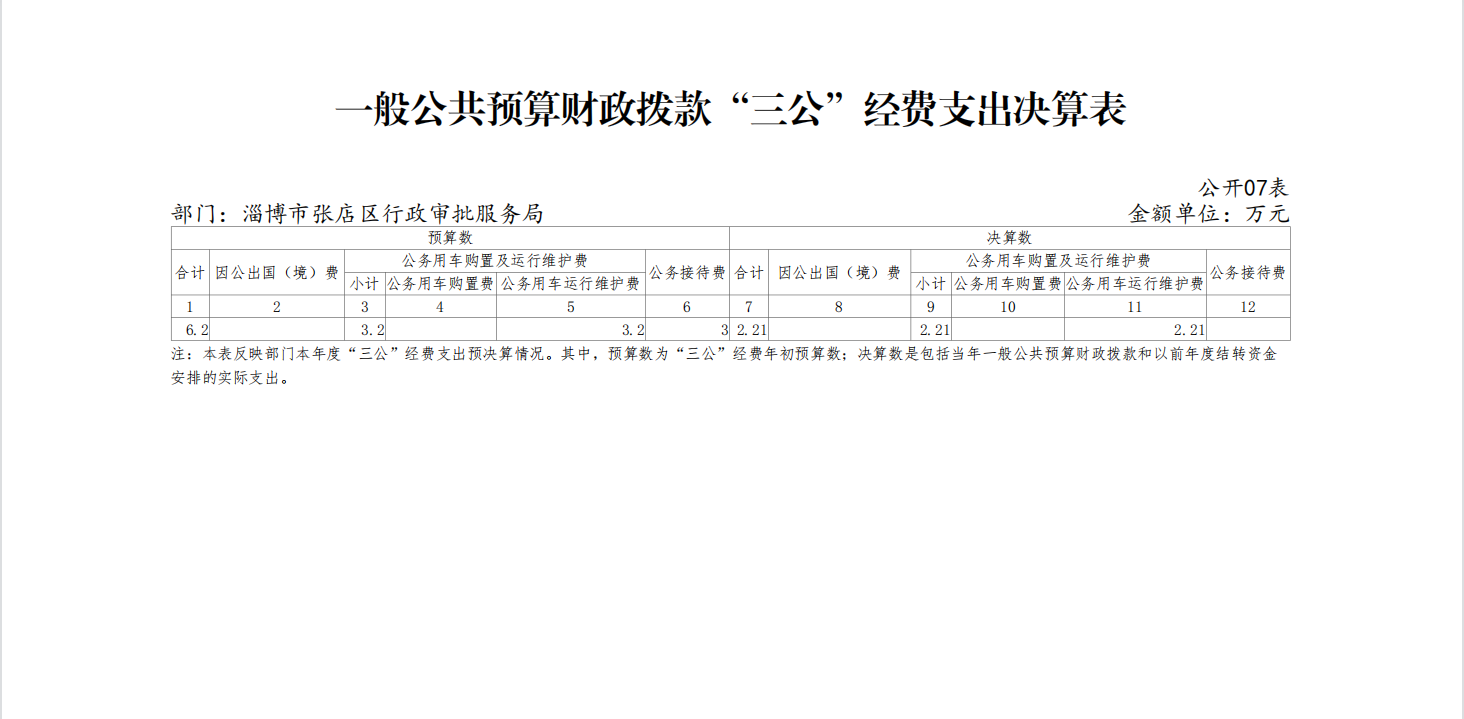 一般公共预算财政拨款“三公”经费支出决算表
公开07表
部门：淄博市张店区行政审批服务局 金额单位：万元
预算数 决算数
合计 因公出国（境）费 公务用车购置及运行维护费 公务接待费 合计 因公出国（境）费 公务用车购置及运行维护费 公务接待费
小计 公务用车购置费 公务用车运行维护费 小计 公务用车购置费 公务用车运行维护费
1 2 3 4 5 6 7 8 9 10 11 12
6.2 3.2 3.2 3 2.21 2.21 2.21
注：本表反映部门本年度“三公”经费支出预决算情况。其中，预算数为“三公”经费年初预算数；决算数是包括当年一般公共预算财政拨款和以前年度结转资金
安排的实际支出。